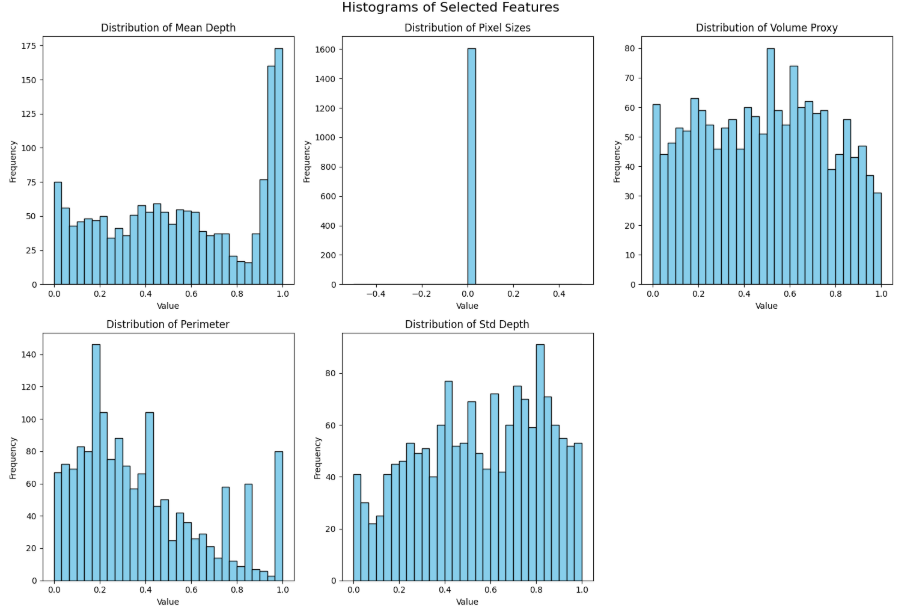 Histograms of Selected Features
Distribution of Mean Depth
Frequency
175
150
125
100
75
50
25
0
0.0 0.2 0.4 0.6 0.8 1.0
Value
Distribution of Pixel Sizes
Frequency
1600
1400
1200
1000
800
600
400
200
0
−0.4 −0.2 0.0 0.2 0.4
Value
Distribution of Volume Proxy
Frequency
80
70
60
50
40
30
20
10
0
0.0 0.2 0.4 0.6 0.8 1.0
Value
Distribution of Perimeter
Frequency
140
120
100
80
60
40
20
0
0.0 0.2 0.4 0.6 0.8 1.0
Value
Distribution of Std Depth
Frequency
80
60
40
20
0
0.0 0.2 0.4 0.6 0.8 1.0
Value